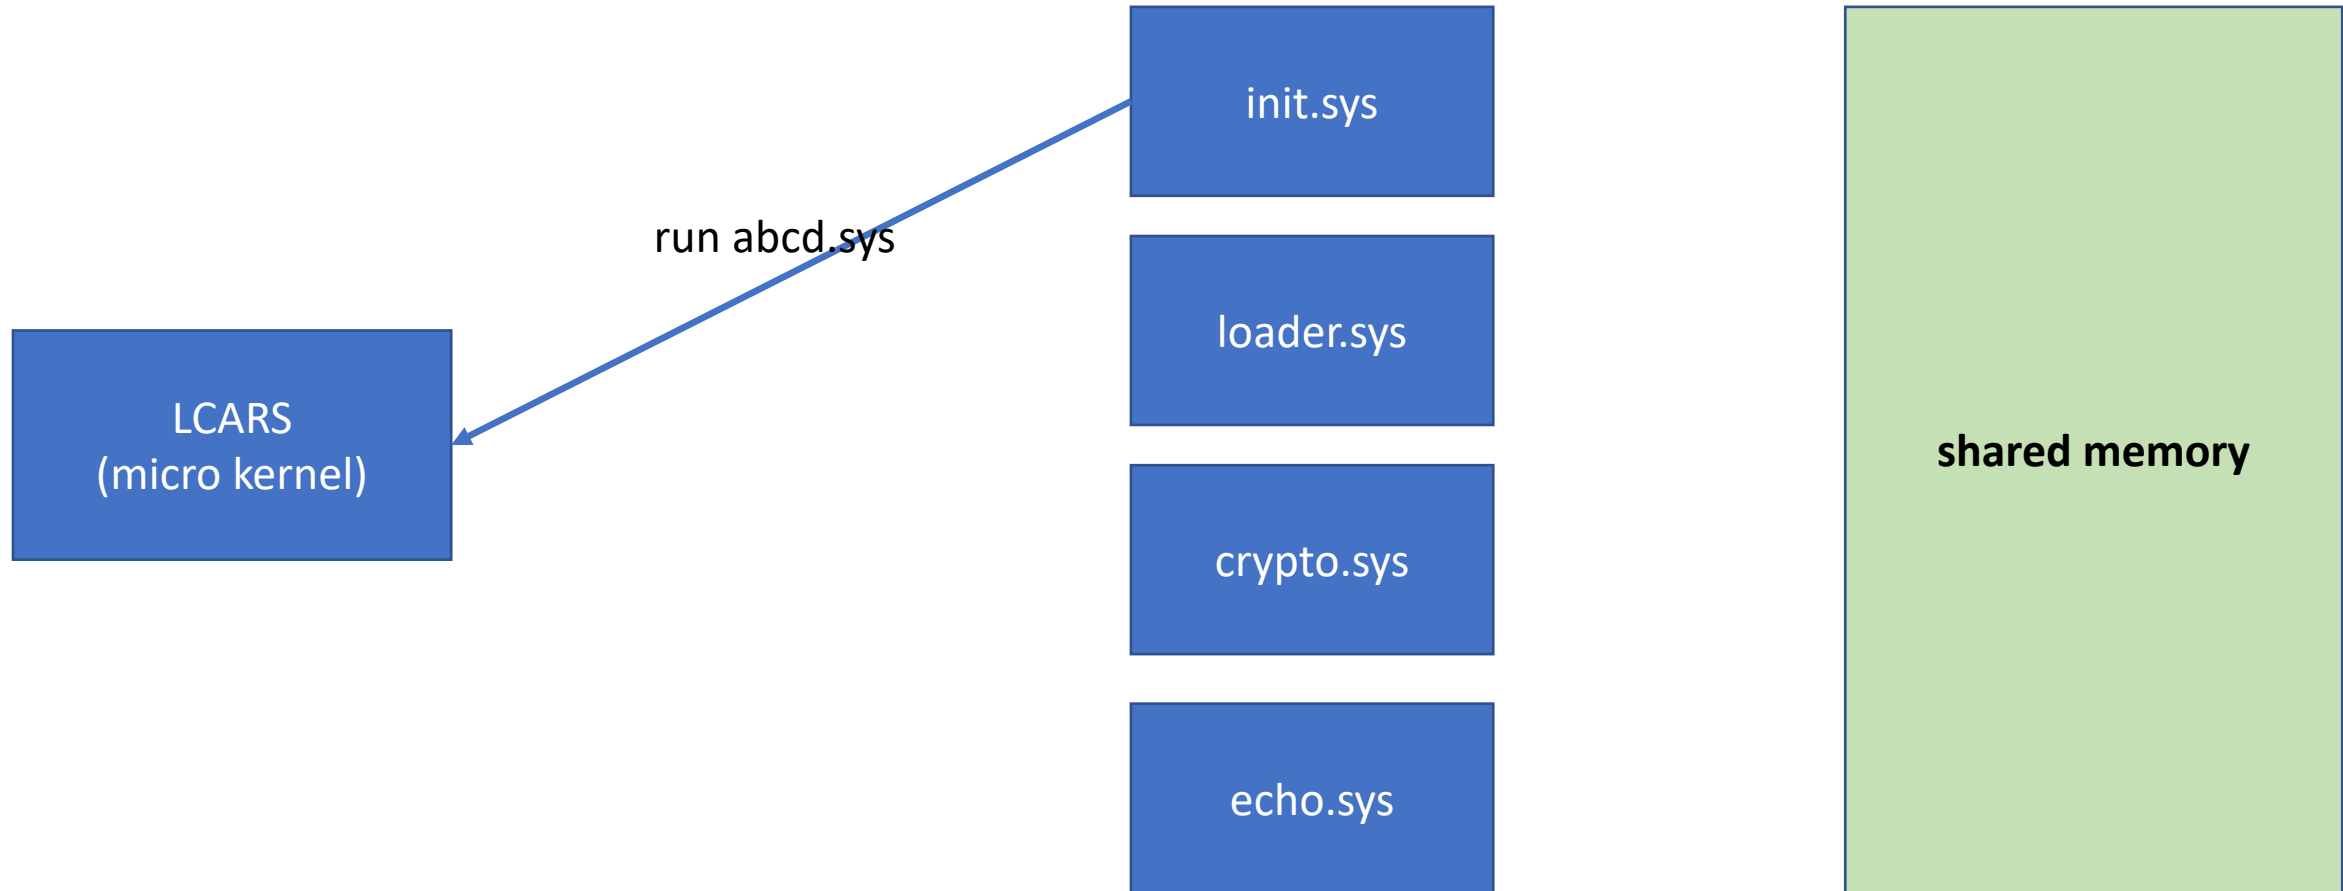 init.sys
run abcd.sys
loader.sys
LCARS
(micro kernel)
shared memory
crypto.sys
echo.sys